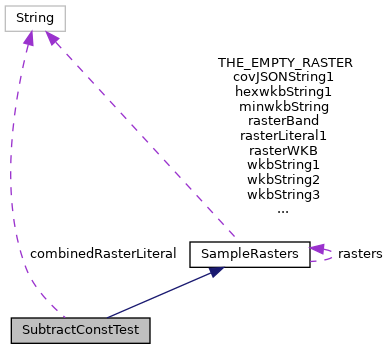 String
THE_EMPTY_RASTER
covJSONString1
hexwkbString1
minwkbString
rasterBand
rasterLiteral1
rasterWKB
wkbString1
wkbString2
wkbString3
...
combinedRasterLiteral
SampleRasters
rasters
SubtractConstTest